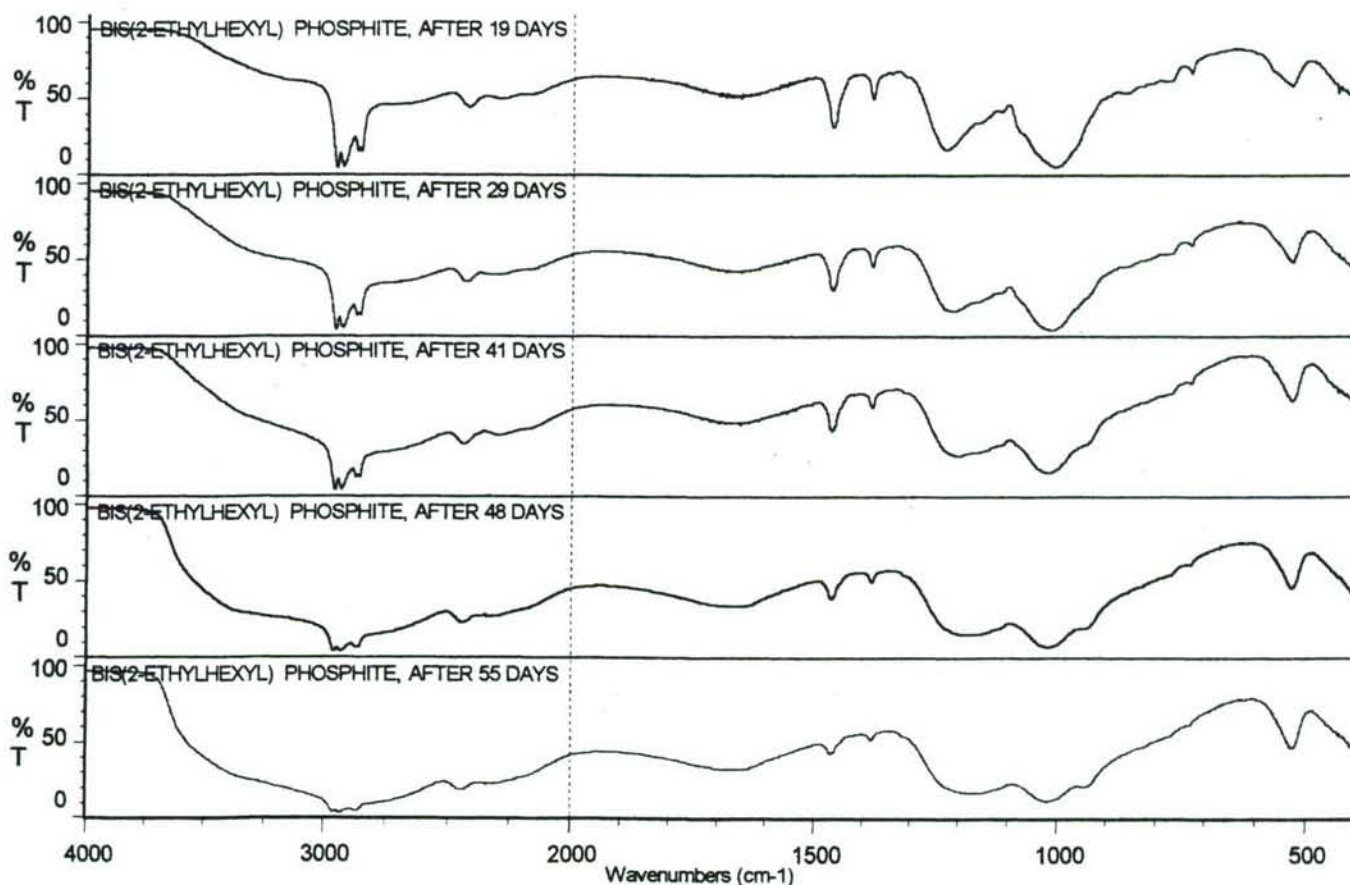 100 BIS(2-ETHYLHEXYL) PHOSPHITE, AFTER 19 DAYS
%
T
50
0
100 BIS(2-ETHYLHEXYL) PHOSPHITE, AFTER 29 DAYS
%
T
50
0
100 BIS(2-ETHYLHEXYL) PHOSPHITE, AFTER 41 DAYS
%
T
50
0
100 BIS(2-ETHYLHEXYL) PHOSPHITE, AFTER 48 DAYS
%
T
50
0
100 BIS(2-ETHYLHEXYL) PHOSPHITE, AFTER 55 DAYS
%
T
50
0
4000 3000 2000 1500 1000 500
Wavenumbers (cm-1)